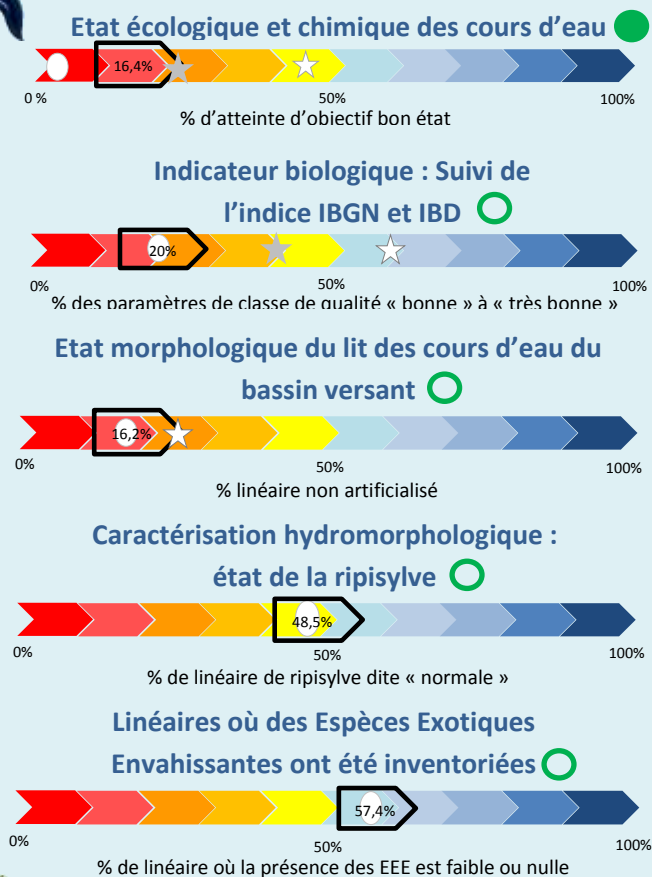 Etat écologique et chimique des cours d'eau
16,4%
0 %
50%
100%
% d'atteinte d'objectif bon état
Indicateur biologique : Suivi de
l'indice IBGN et IBD
20%
0%
50%
100%
% des paramètres de classe de qualité « bonne » à « très bonne »
Etat morphologique du lit des cours d'eau du
bassin versant
16,2%
0%
50%
100%
% linéaire non artificialisé
Caractérisation hydromorphologique :
état de la ripisylve
48,5%
0%
50%
100%
% de linéaire de ripisylve dite « normale »
Linéaires où des Espèces Exotiques
Envahissantes ont été inventoriées
57,4%
0%
50%
100%
% de linéaire où la présence des EEE est faible ou nulle